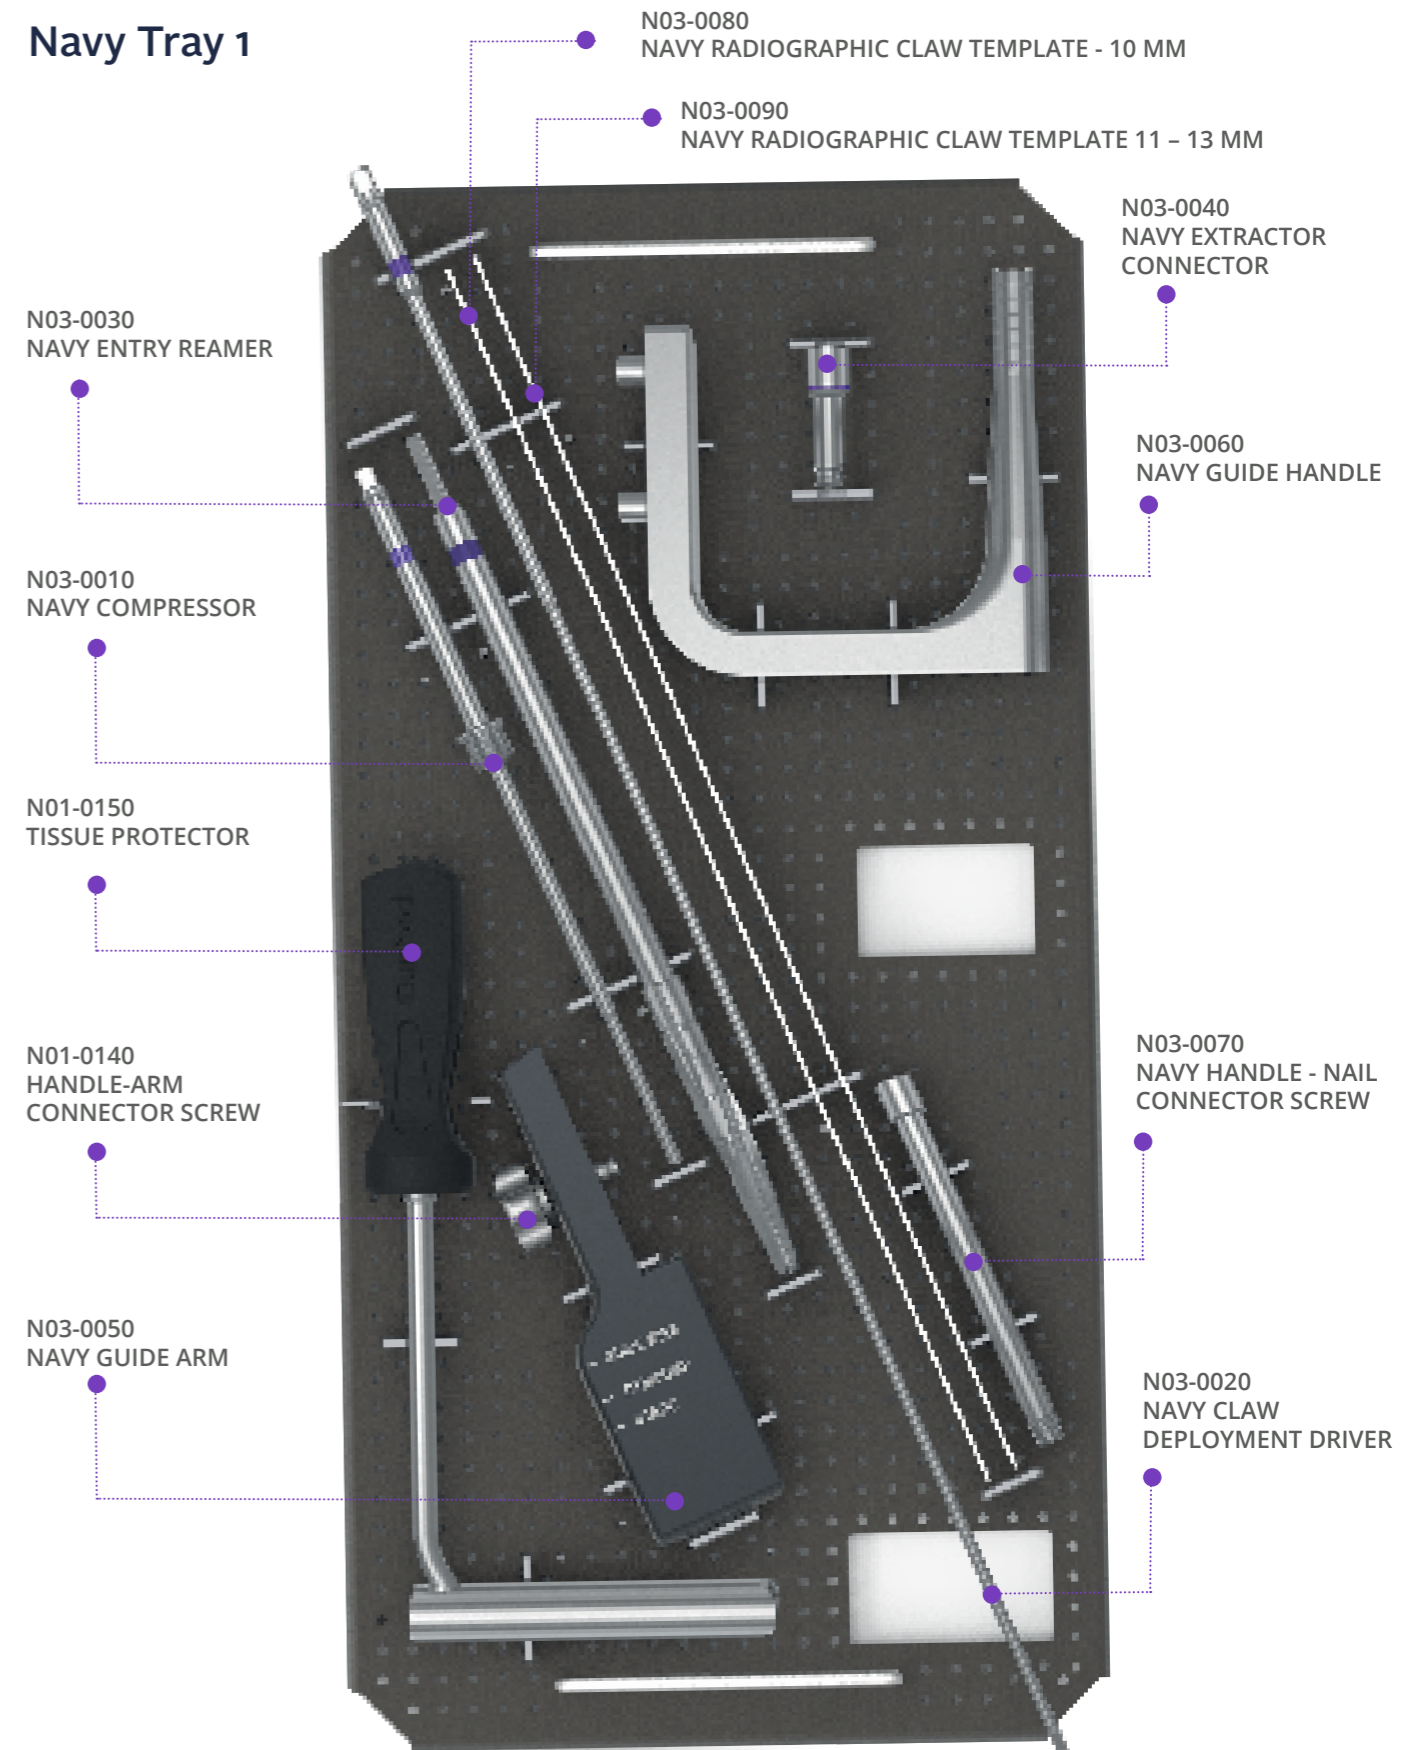 Navy Tray 1
N03-0080
NAVY RADIOGRAPHIC CLAW TEMPLATE - 10 MM
N03-0090
NAVY RADIOGRAPHIC CLAW TEMPLATE 11 – 13 MM
N03-0040
NAVY EXTRACTOR
CONNECTOR
N03-0030
NAVY ENTRY REAMER
N03-0060
NAVY GUIDE HANDLE
N03-0010
NAVY COMPRESSOR
N01-0150
TISSUE PROTECTOR
N01-0140
HANDLE-ARM
CONNECTOR SCREW
N03-0070
NAVY HANDLE - NAIL
CONNECTOR SCREW
N03-0050
NAVY GUIDE ARM
N03-0020
NAVY CLAW
DEPLOYMENT DRIVER